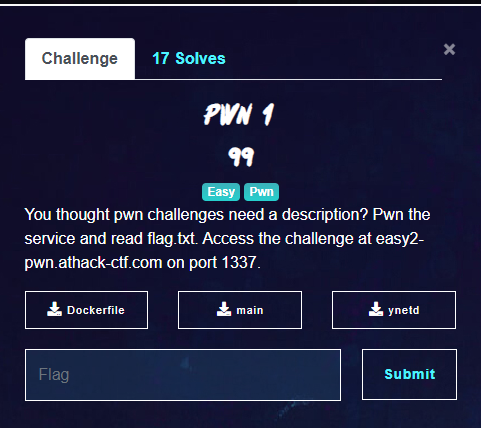 Challenge
17 Solves
×
PWN 1
99
Easy Pwn
You thought pwn challenges need a description? Pwn the
service and read flag.txt. Access the challenge at easy2-
pwn.athack-ctf.com on port 1337.
Dockerfile
main
ynetd
Flag
Submit